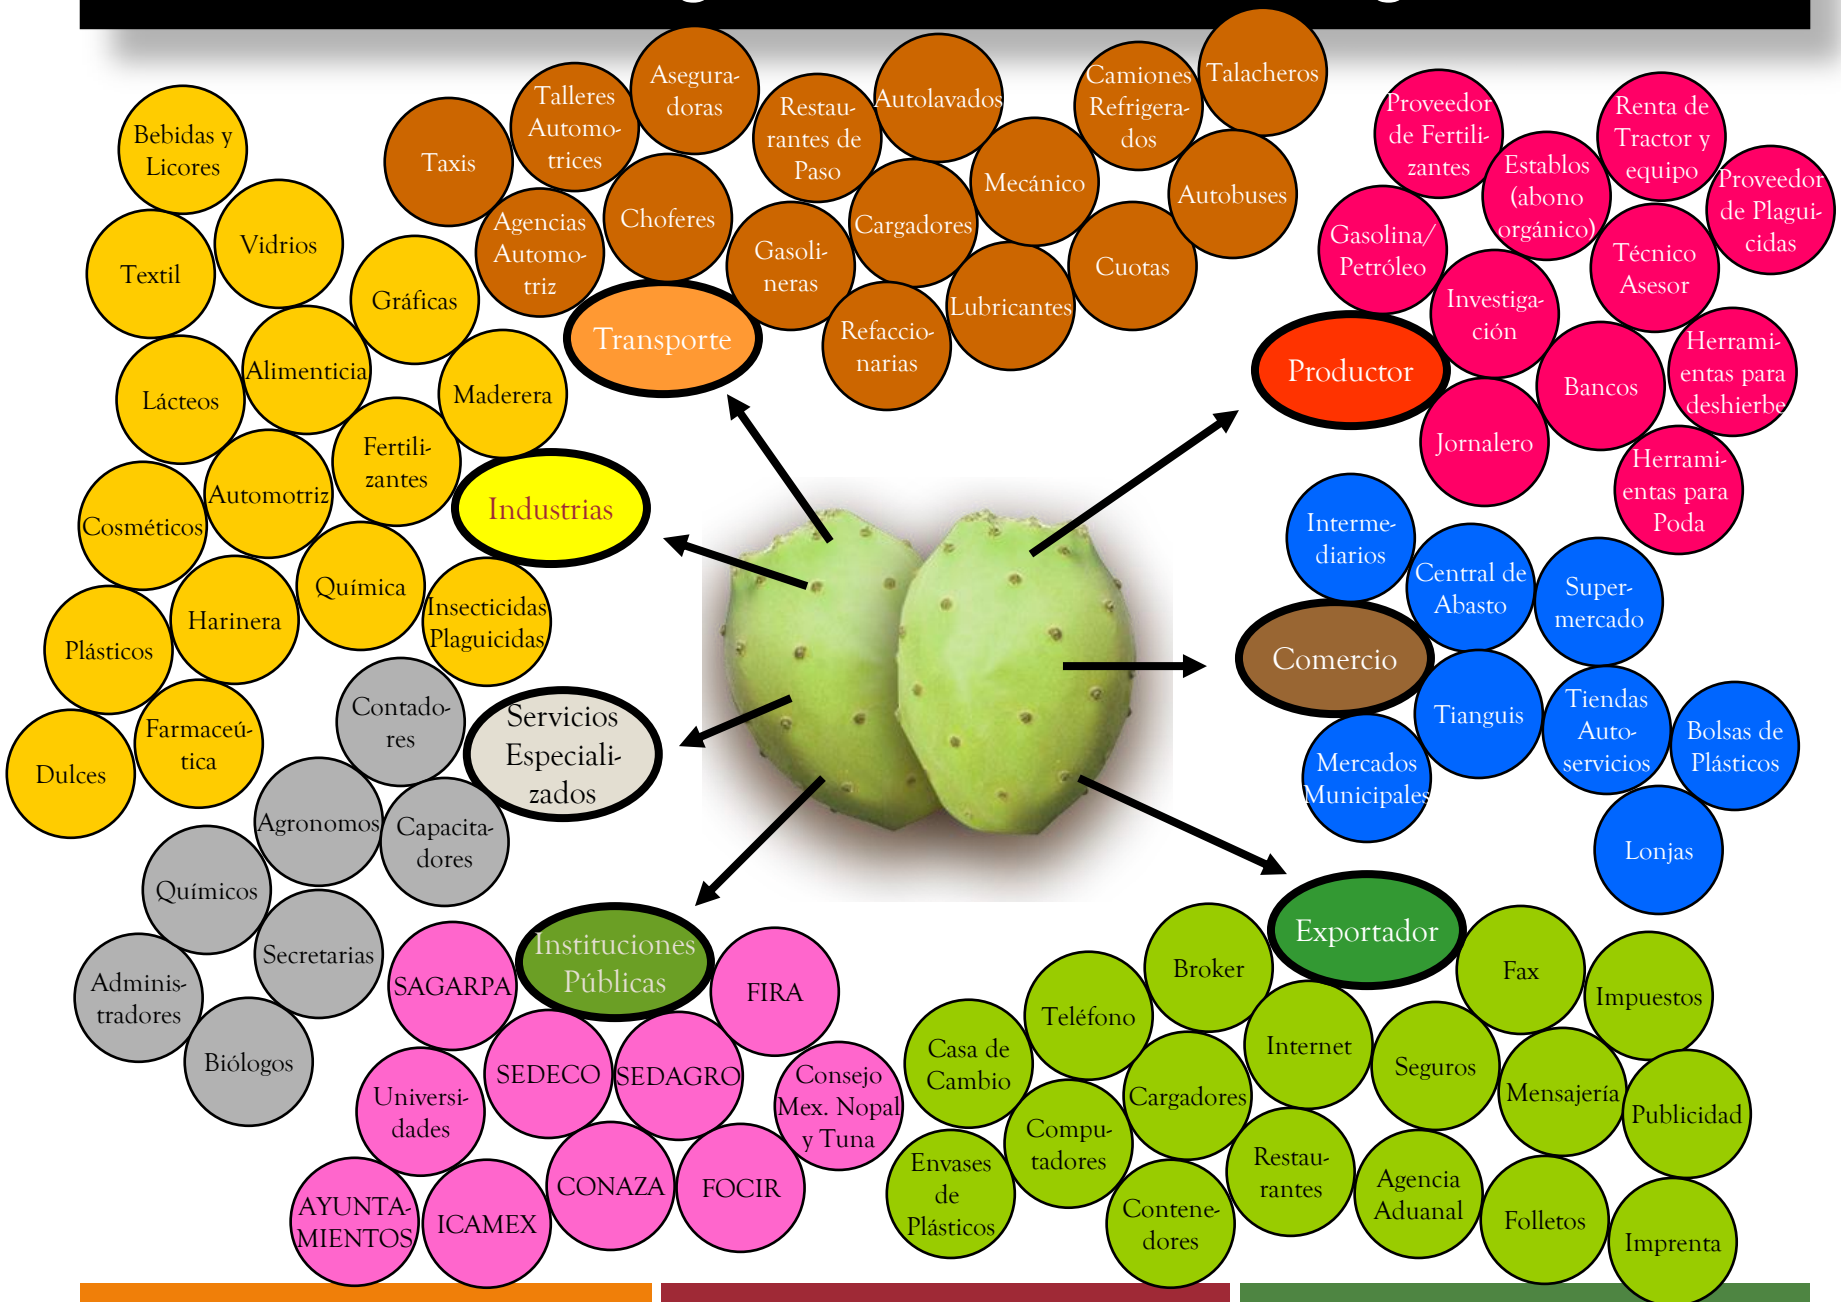 Asegura-
doras
Talacheros
Camiones
Refrigera-
dos
Autolavados
Talleres
Automo-
trices
Restau-
rantes de
Paso
Taxis
Choferes
Agencias
Automo-
triz
Gasoli-
neras
Cargadores
Mecánico
Autobuses
Cuotas
Lubricantes
Refaccio-
narias
Transporte
Proveedor
de Fertili-
zantes
Renta de
Tractor y
equipo
Establos
(abono
orgánico)
Proveedor
de Plagui-
cidas
Gasolina/
Petróleo
Técnico
Asesor
Investiga-
ción
Herrami-
entas para
deshierbe
Bancos
Jornalero
Herrami-
entas para
Poda
Productor
Bebidas y
Licores
Vidrios
Textil
Gráficas
Alimenticia
Lácteos
Maderera
Fertili-
zantes
Automotriz
Cosméticos
Química
Insecticidas
Plaguicidas
Harinera
Plásticos
Farmaceú-
tica
Dulces
Industrias
Interme-
diarios
Central de
Abasto
Super-
mercado
Comercio
Tianguis
Tiendas
Auto-
servicios
Bolsas de
Plásticos
Mercados
Municipales
Lonjas
Contado-
res
Servicios
Especiali-
zados
Agronomos
Capacita-
dores
Químicos
Secretarias
Adminis-
tradores
Biólogos
Instituciones
Públicas
SAGARPA
FIRA
SEDECO
SEDAGRO
Universi-
dades
Consejo
Mex. Nopal
y Tuna
CONAZA
FOCIR
AYUNTA-
MIENTOS
ICAMEX
Exportador
Broker
Fax
Impuestos
Teléfono
Internet
Casa de
Cambio
Seguros
Mensajería
Cargadores
Publicidad
Compu-
tadores
Envases
de
Plásticos
Restau-
rantes
Agencia
Aduanal
Contene-
dores
Folletos
Imprenta